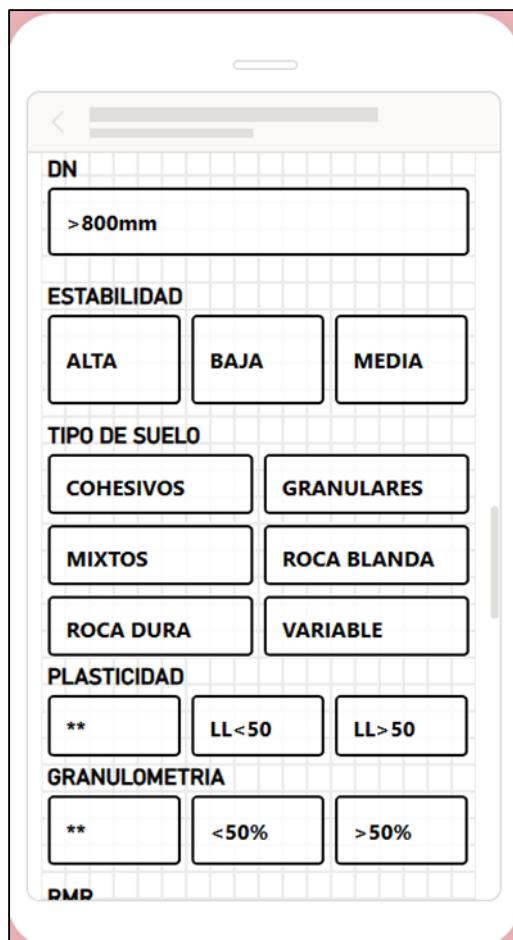 DN
>800mm
ESTABILIDAD
ALTA BAJA MEDIA
TIPO DE SUELO
COHESIVOS GRANULARES
MIXTOS ROCA BLANDA
ROCA DURA VARIABLE
PLASTICIDAD
** LL<50 LL>50
GRANULOMETRIA
** <50% >50%
RMR